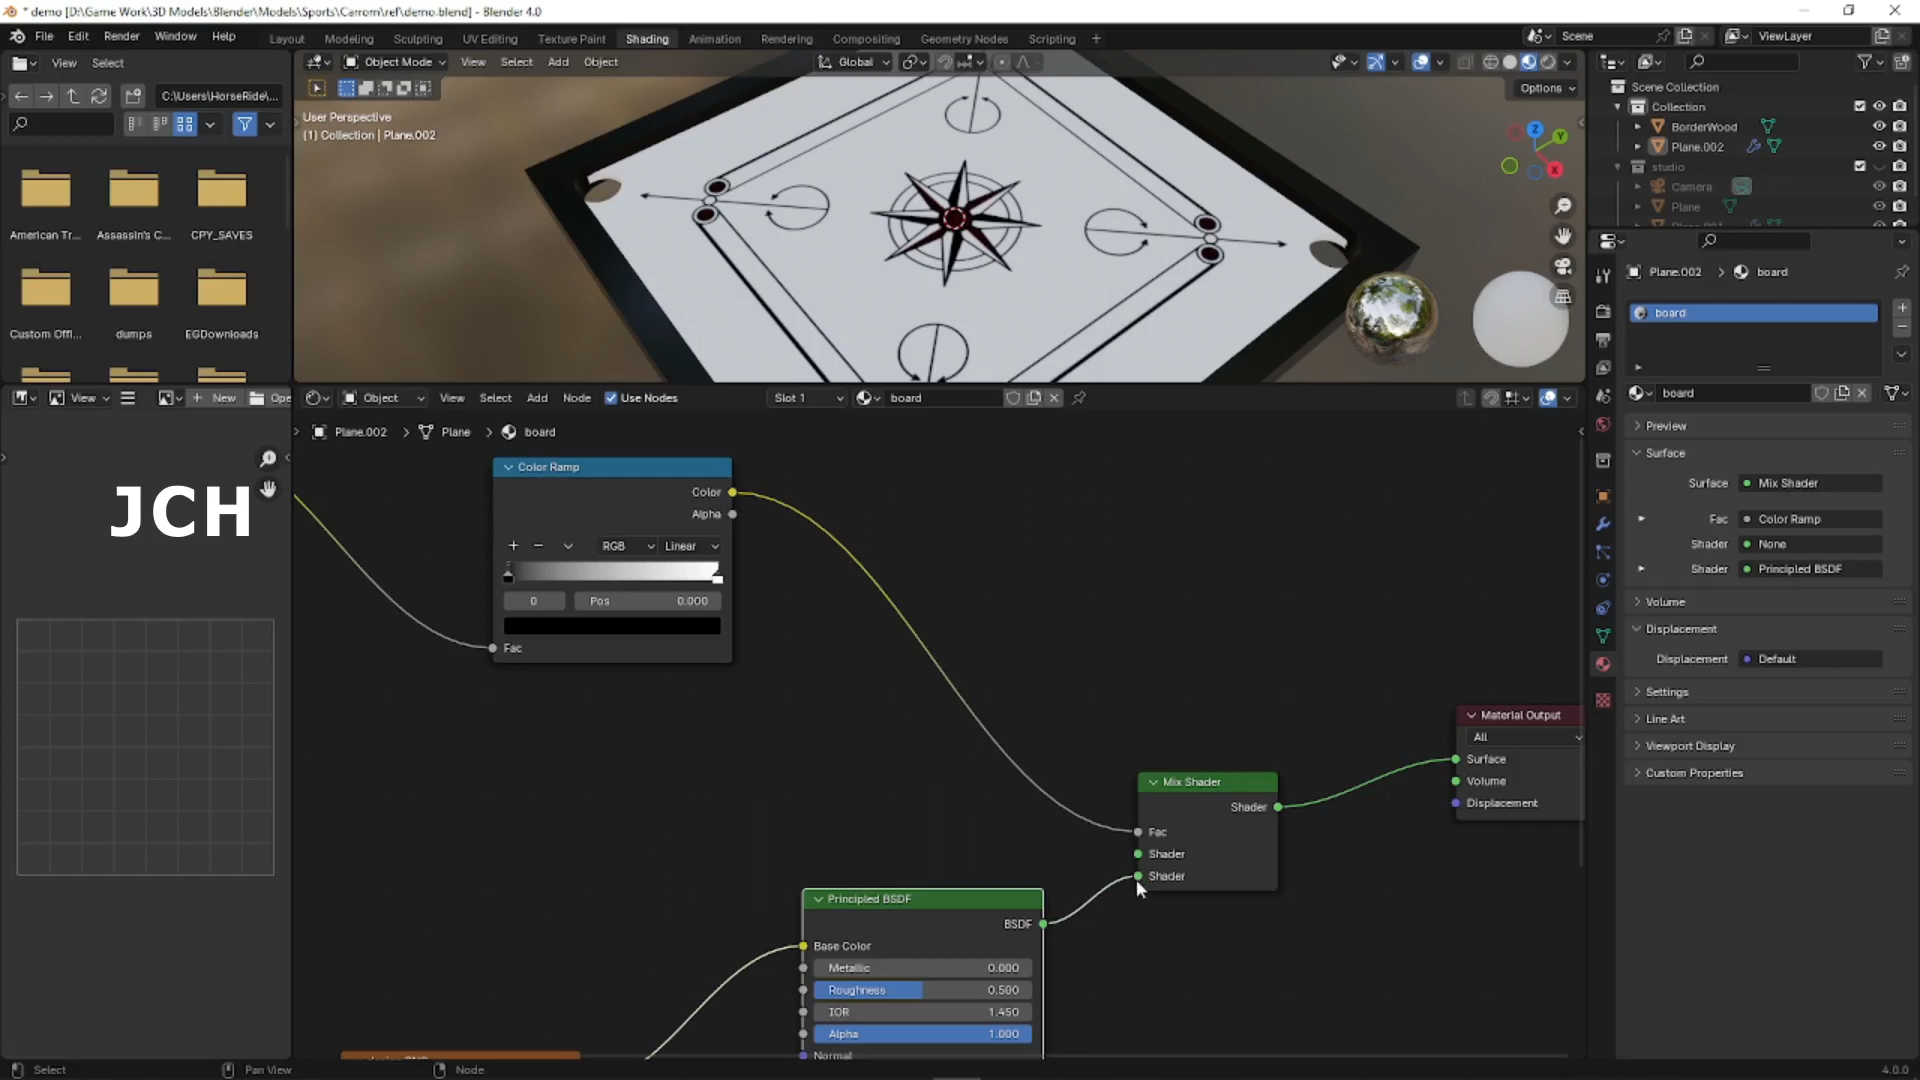 * demo [D:\Game Work\3D Models\Blender\Models\Sports\Carrom\ref\demo.blend] - Blender 4.0
File Edit Render Window Help
Layout Modeling Sculpting UV Editing Texture Paint Shading Animation Rendering Compositing Geometry Nodes Scripting +
Scene
ViewLayer
View Select
Object Mode View Select Add Object
Global
C:\Users\HorseRide\...
Options
User Perspective
(1) Collection | Plane.002
Z
Y
X
American Tr... Assassin's C... CPY_SAVES
Custom Offi... dumps EGDownloads
Scene Collection
Collection
BorderWood
Plane.002
studio
Camera
Plane
Plane.002 > board
board
board
View + New Ope
Object View Select Add Node Use Nodes Slot 1 board
Plane.002 > Plane > board
JCH
Color Ramp
Color
Alpha
+ − RGB Linear
0 Pos 0.000
Fac
Mix Shader
Shader
Fac
Shader
Shader
Material Output
All
Surface
Volume
Displacement
Principled BSDF
BSDF
Base Color
Metallic 0.000
Roughness 0.500
IOR 1.450
Alpha 1.000
Normal
Preview
Surface
Surface Mix Shader
Fac Color Ramp
Shader None
Shader Principled BSDF
Volume
Displacement
Displacement Default
Settings
Line Art
Viewport Display
Custom Properties
Select Pan View Node
4.0.0